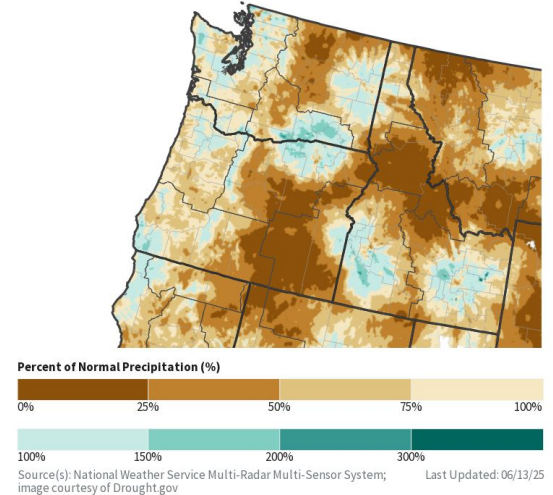 Percent of Normal Precipitation (%)
0% 25% 50% 75% 100%
100% 150% 200% 300%
Source(s): National Weather Service Multi-Radar Multi-Sensor System; Last Updated: 06/13/25
image courtesy of Drought.gov